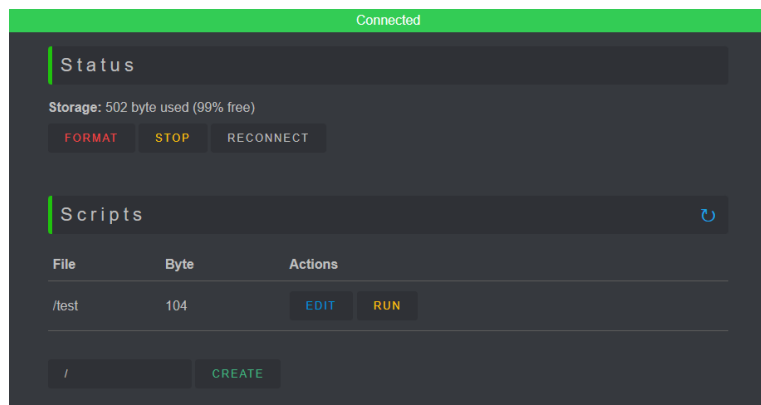 Connected
Status
Storage: 502 byte used (99% free)
FORMAT STOP RECONNECT
Scripts
File Byte Actions
/test 104 EDIT RUN
/ CREATE